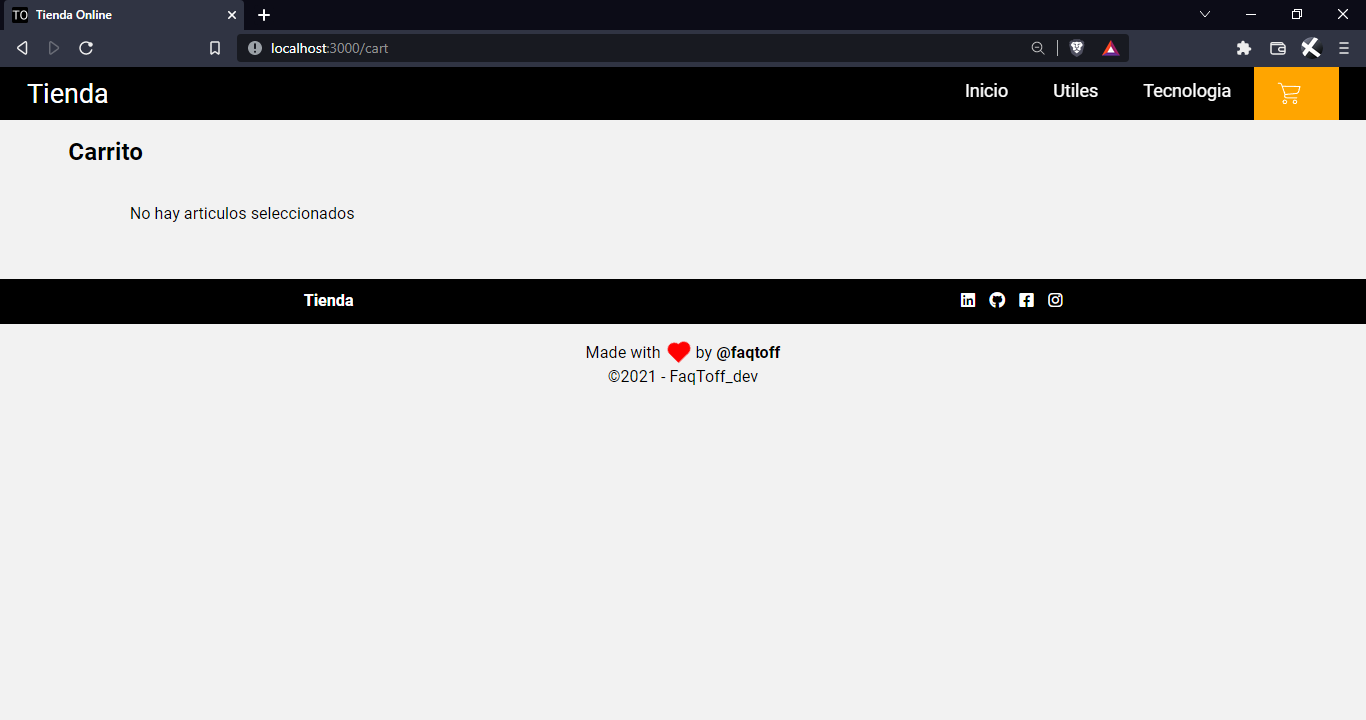 TO Tienda Online
localhost:3000/cart
Tienda Inicio Utiles Tecnologia
Carrito
No hay articulos seleccionados
Tienda
Made with by @faqtoff
©2021 - FaqToff_dev